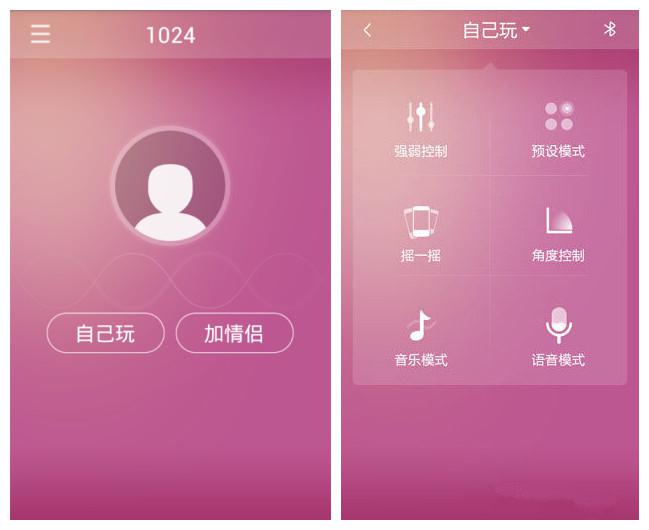 1024
自己玩
加情侣
自己玩
强弱控制
预设模式
摇一摇
角度控制
音乐模式
语音模式